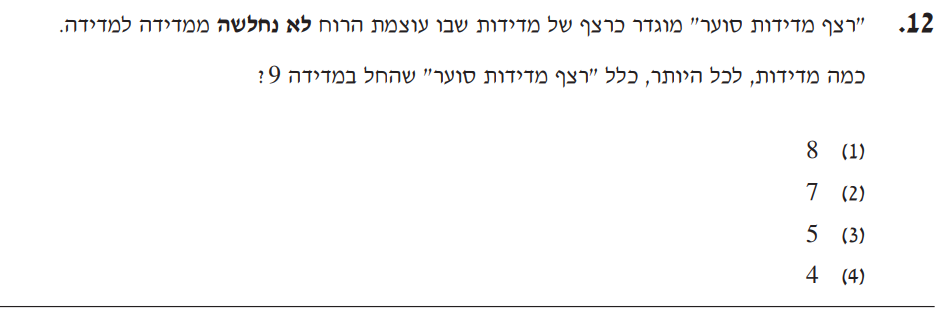 12. "רצף מדידות סוער" מוגדר כרצף של מדידות שבו עוצמת הרוח לא נחלשה ממדידה למדידה.
כמה מדידות, לכל היותר, כלל "רצף מדידות סוער" שהחל במדידה 9?
(1) 8
(2) 7
(3) 5
(4) 4